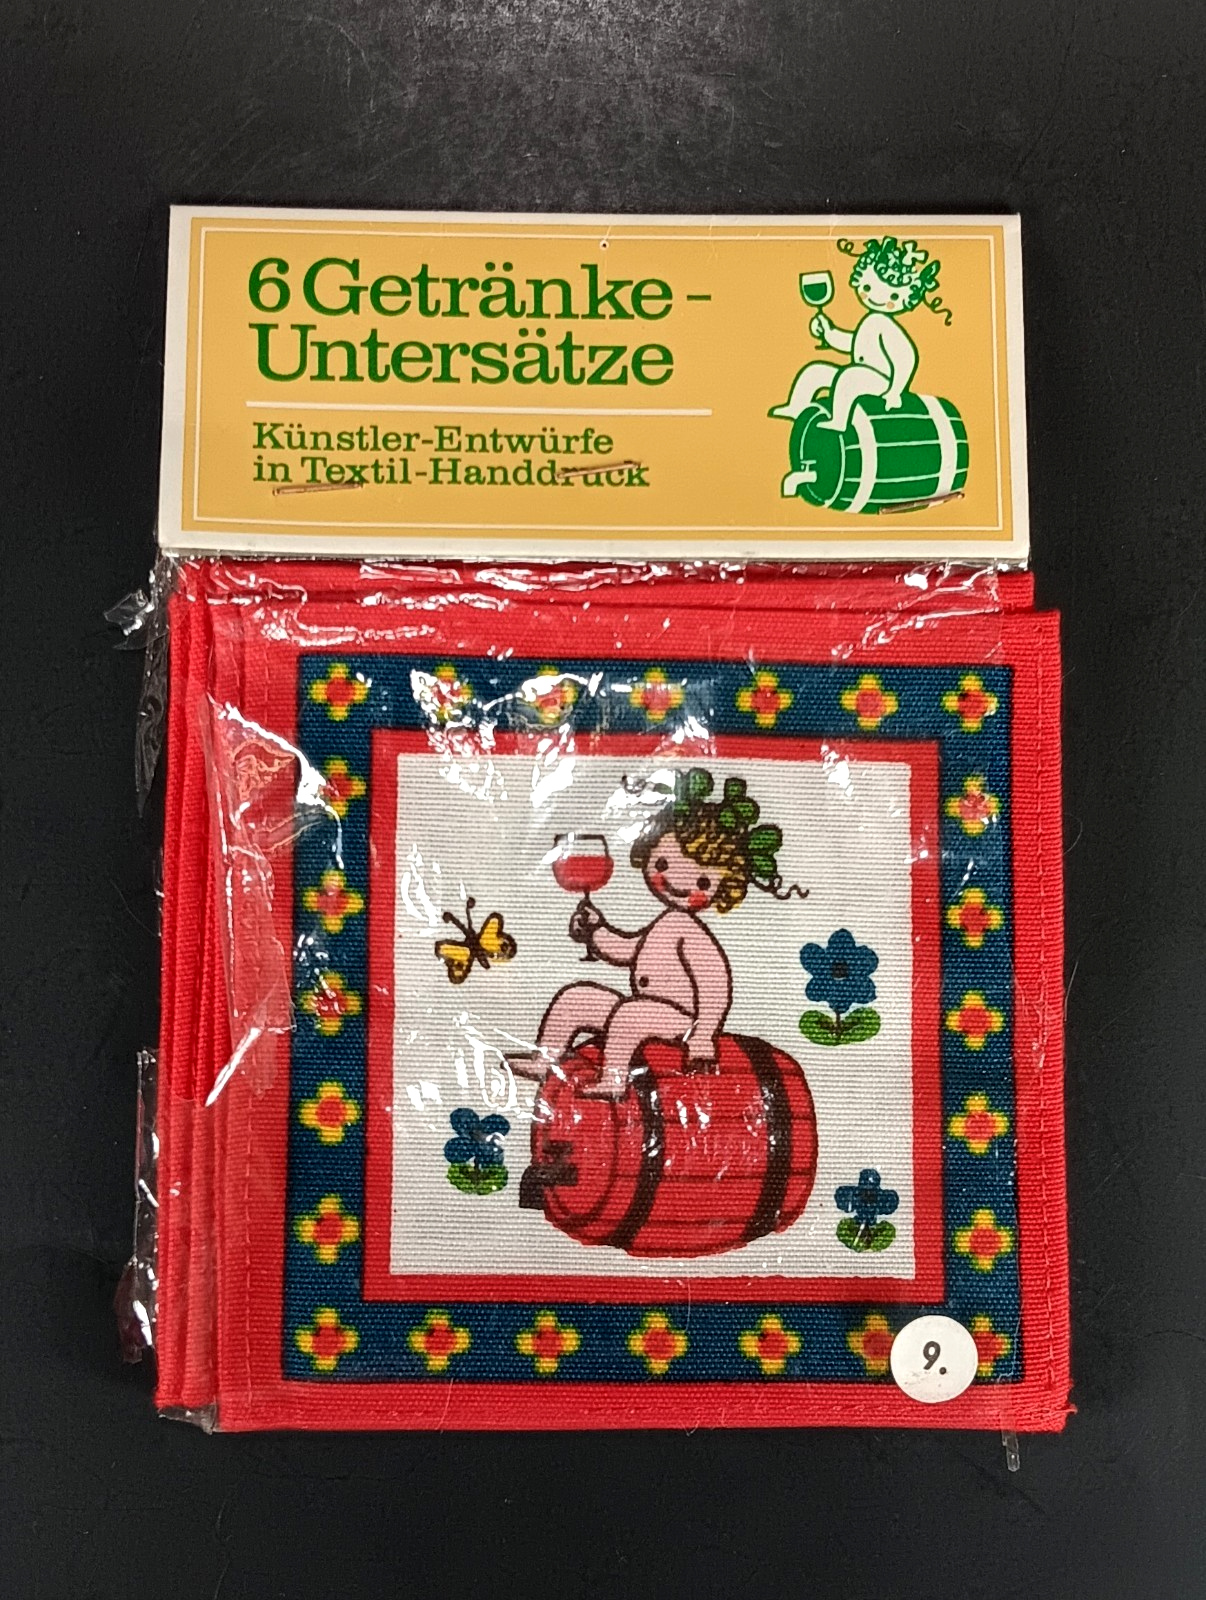 6 Getränke-
Untersätze
Künstler-Entwürfe
in Textil-Handdruck
9.